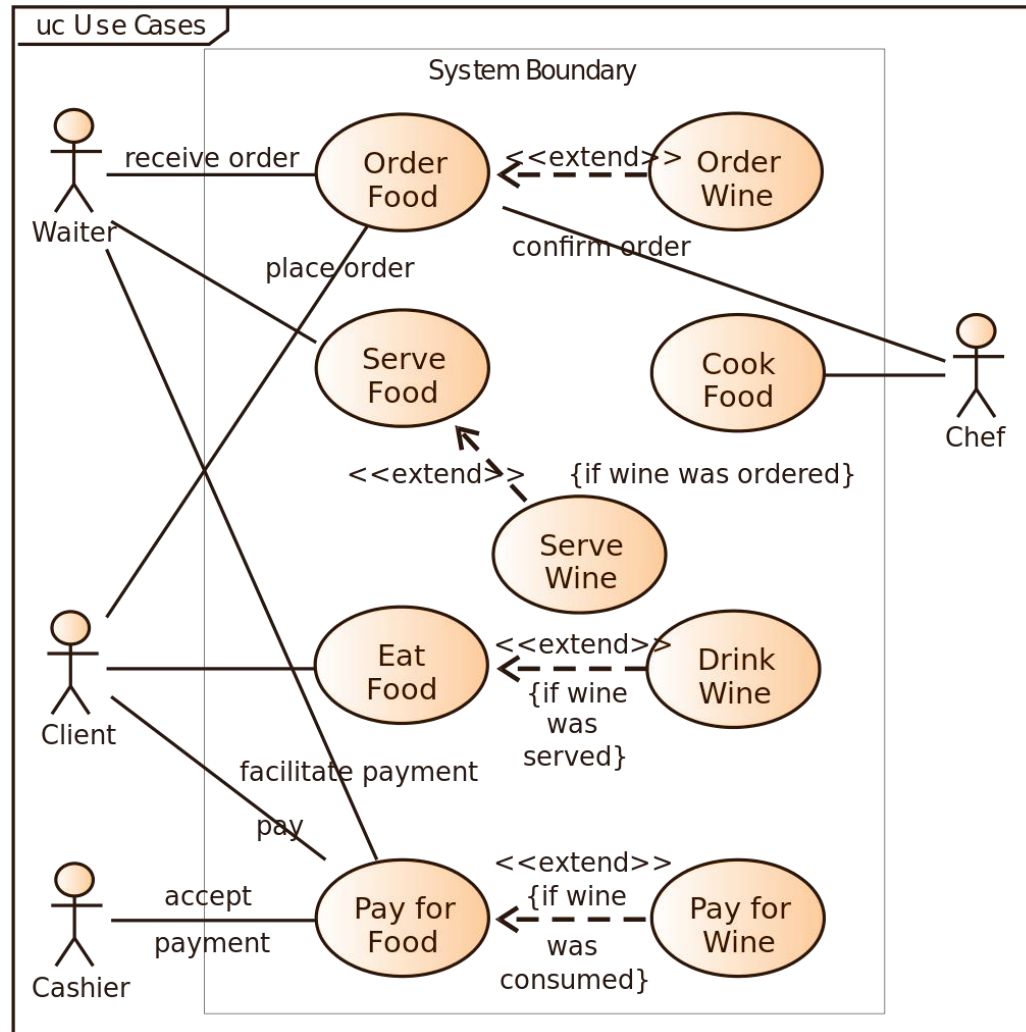 uc Use Cases
System Boundary
receive order
Order
Food
<<extend>>
Order
Wine
Waiter
place order
confirm order
Serve
Food
Cook
Food
Chef
<<extend>>
{if wine was ordered}
Serve
Wine
Eat
Food
<<extend>>
{if wine
was
served}
Drink
Wine
Client
facilitate payment
pay
accept
payment
Pay for
Food
<<extend>>
{if wine
was
consumed}
Pay for
Wine
Cashier